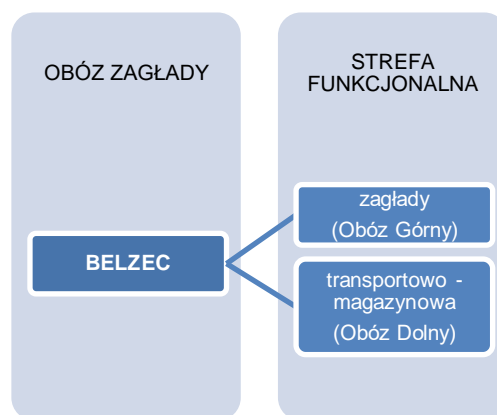 OBÓZ ZAGŁADY
STREFA
FUNKCJONALNA
BELZEC
zagłady
(Obóz Górny)
transportowo -
magazynowa
(Obóz Dolny)